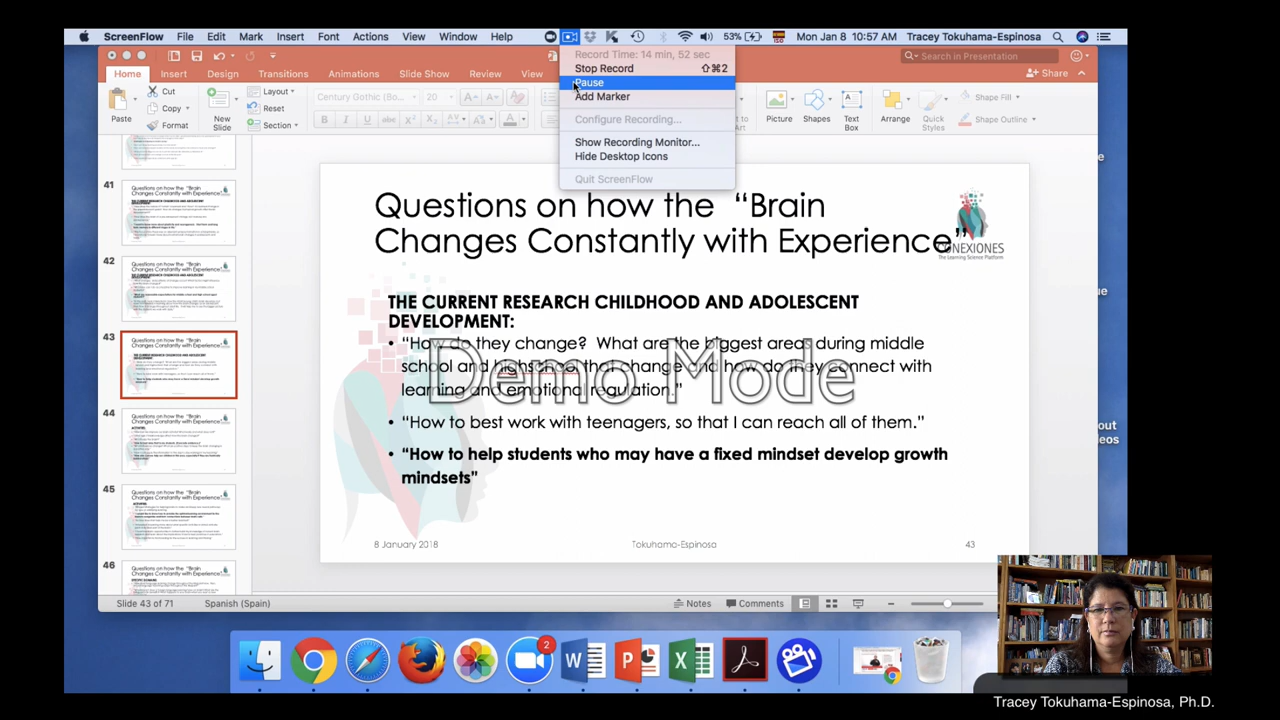 ScreenFlow File Edit Mark Insert Font Actions View Window Help 53% ISO Mon Jan 8 10:57 AM Tracey Tokuhama-Espinosa
Record Time: 14 min, 52 sec
Stop Record ⇧⌘2
Pause
Add Marker
Configure Recording...
Show Recording Monitor...
Hide Desktop Icons
Quit ScreenFlow
Search in Presentation
Home Insert Design Transitions Animations Slide Show Review View
Share
Paste
Cut
Copy
Format
New
Slide
Layout
Reset
Section
Century Gothic (Bo... 20
Picture
Shapes
Text
Box
Arrange
Quick
Styles
Shape Fill
Shape Outline
41
42
43
44
45
46
Questions on how the “Brain
Changes Constantly with Experience”
CONEXIONES
The Learning Science Platform
THE CURRENT RESEARCH CHILDHOOD AND ADOLESCENT
DEVELOPMENT:
• “How do they change? What are the biggest areas during middle
school and change and how do they connect with
learning and emotional regulation.”
• “How to best work with teenagers, so that I can reach all of them.”
• “How to help students who may have a fixed mindset develop growth
mindsets”
Demo Mode
8 January 2018 Tokuhama-Espinosa 43
Slide 43 of 71 Spanish (Spain) Notes Comments
2
Tracey Tokuhama-Espinosa, Ph.D.